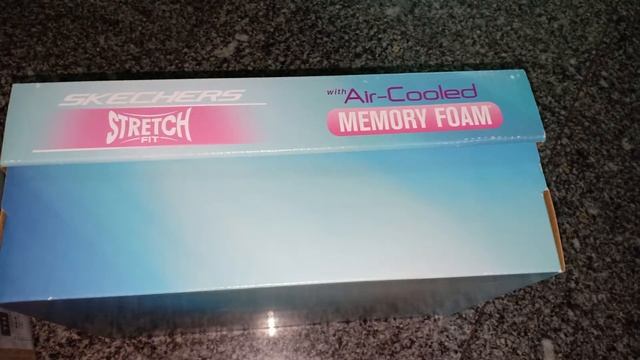 SKECHERS
STRETCH
FIT
with Air-Cooled
MEMORY FOAM